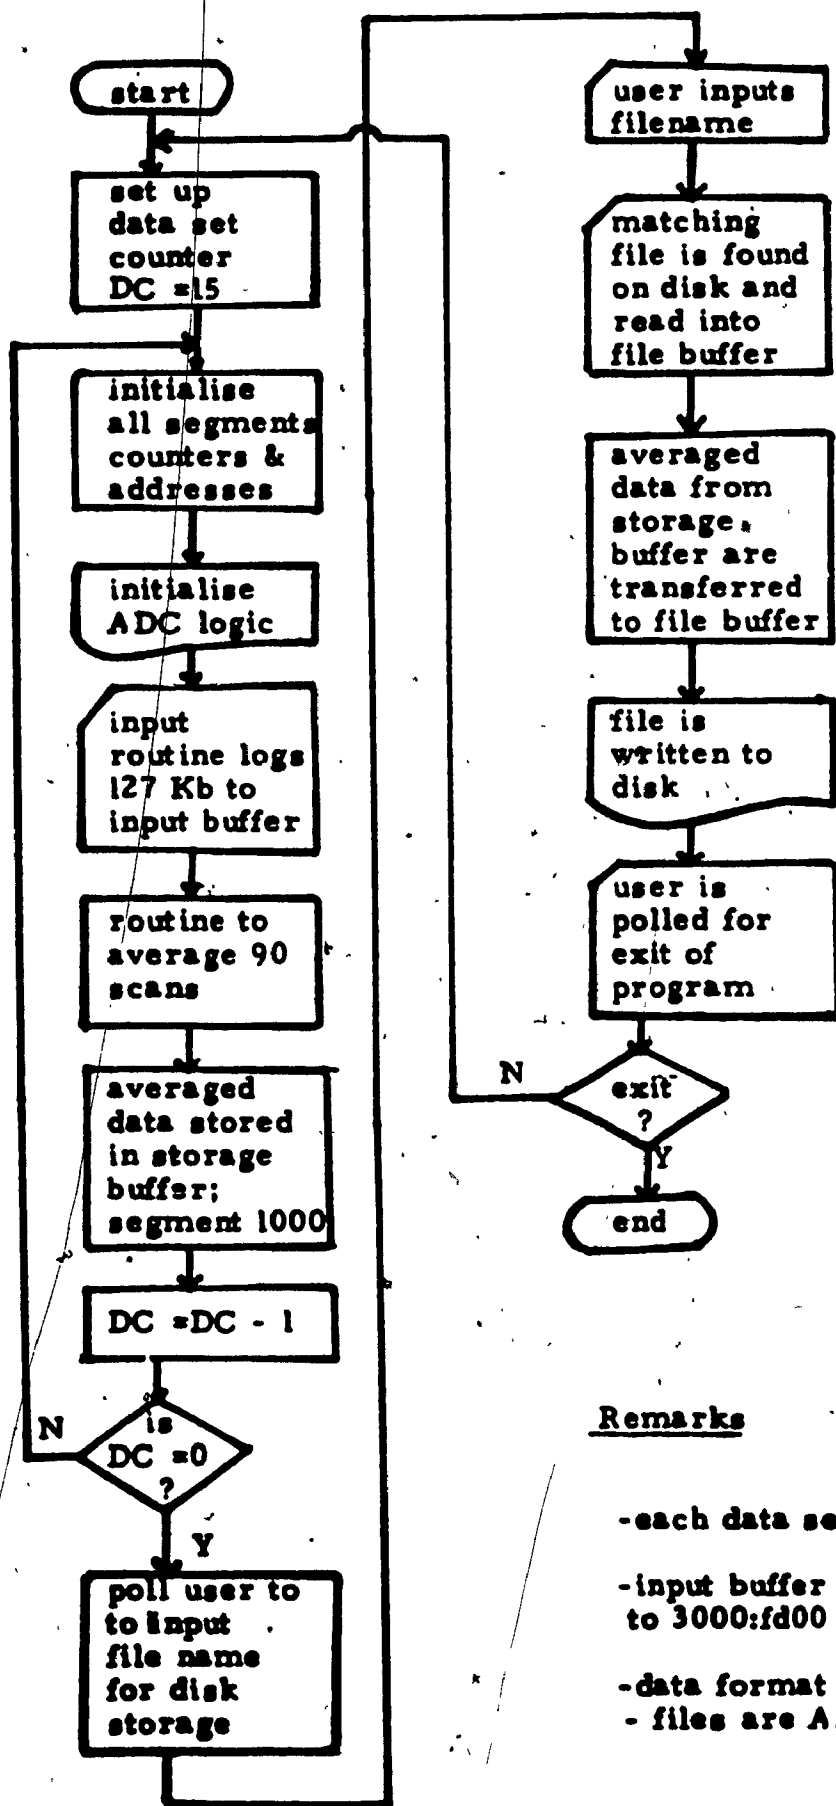 start
set up
data set
counter
DC =15
initialise
all segments
counters &
addresses
initialise
ADC logic
input
routine logs
127 Kb to
input buffer
routine to
average 90
scans
averaged
data stored
in storage
buffer;
segment 1000
DC =DC - 1
is
DC =0
?
N
Y
poll user to
to input
file name
for disk
storage
user inputs
filename
matching
file is found
on disk and
read into
file buffer
averaged
data from
storage
buffer are
transferred
to file buffer
file is
written to
disk
user is
polled for
exit of
program
exit
?
N
Y
end
Remarks
-each data se
-input buffer
to 3000:fd00
-data format
- files are A